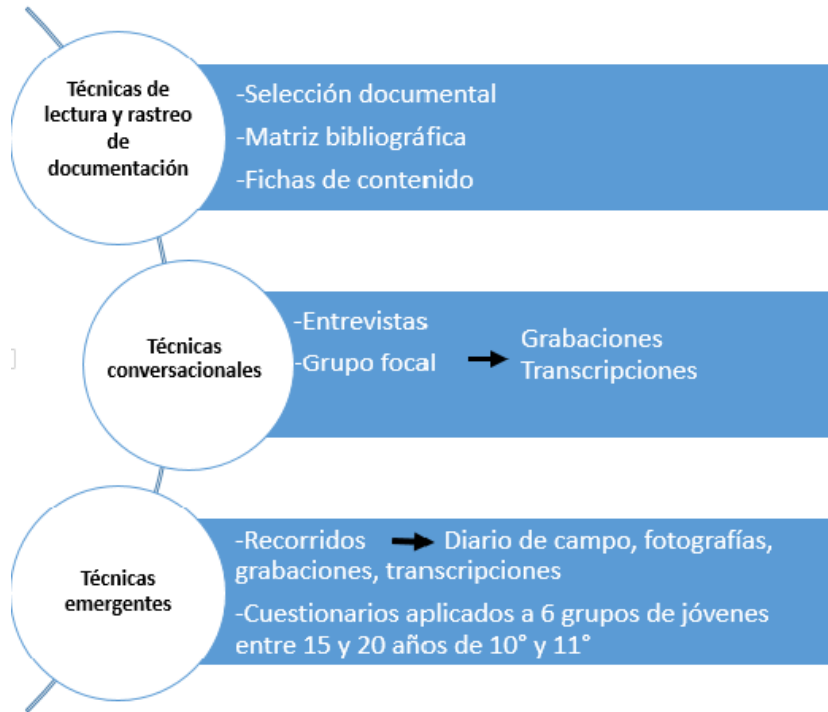 Técnicas de
lectura y rastreo
de
documentación
-Selección documental
-Matriz bibliográfica
-Fichas de contenido
Técnicas
conversacionales
-Entrevistas
-Grupo focal
Grabaciones
Transcripciones
Técnicas
emergentes
-Recorridos Diario de campo, fotografías,
grabaciones, transcripciones
-Cuestionarios aplicados a 6 grupos de jóvenes
entre 15 y 20 años de 10° y 11°